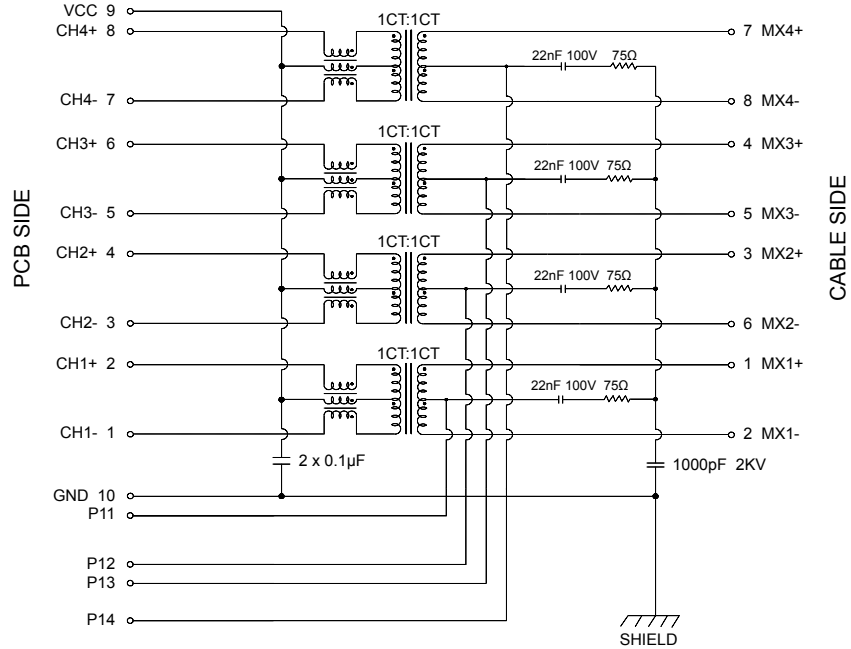 VCC 9
1CT:1CT
CH4+ 8
7 MX4+
22nF 100V 75Ω
CH4- 7
8 MX4-
1CT:1CT
CH3+ 6
4 MX3+
22nF 100V 75Ω
CH3- 5
5 MX3-
PCB SIDE
CABLE SIDE
1CT:1CT
CH2+ 4
3 MX2+
22nF 100V 75Ω
CH2- 3
6 MX2-
1CT:1CT
CH1+ 2
1 MX1+
22nF 100V 75Ω
CH1- 1
2 MX1-
2 x 0.1µF
1000pF 2KV
GND 10
P11
P12
P13
P14
SHIELD